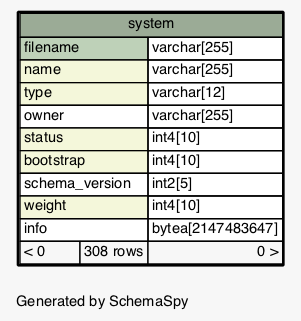 system
filename varchar[255]
name varchar[255]
type varchar[12]
owner varchar[255]
status int4[10]
bootstrap int4[10]
schema_version int2[5]
weight int4[10]
info bytea[2147483647]
< 0 308 rows 0 >
Generated by SchemaSpy